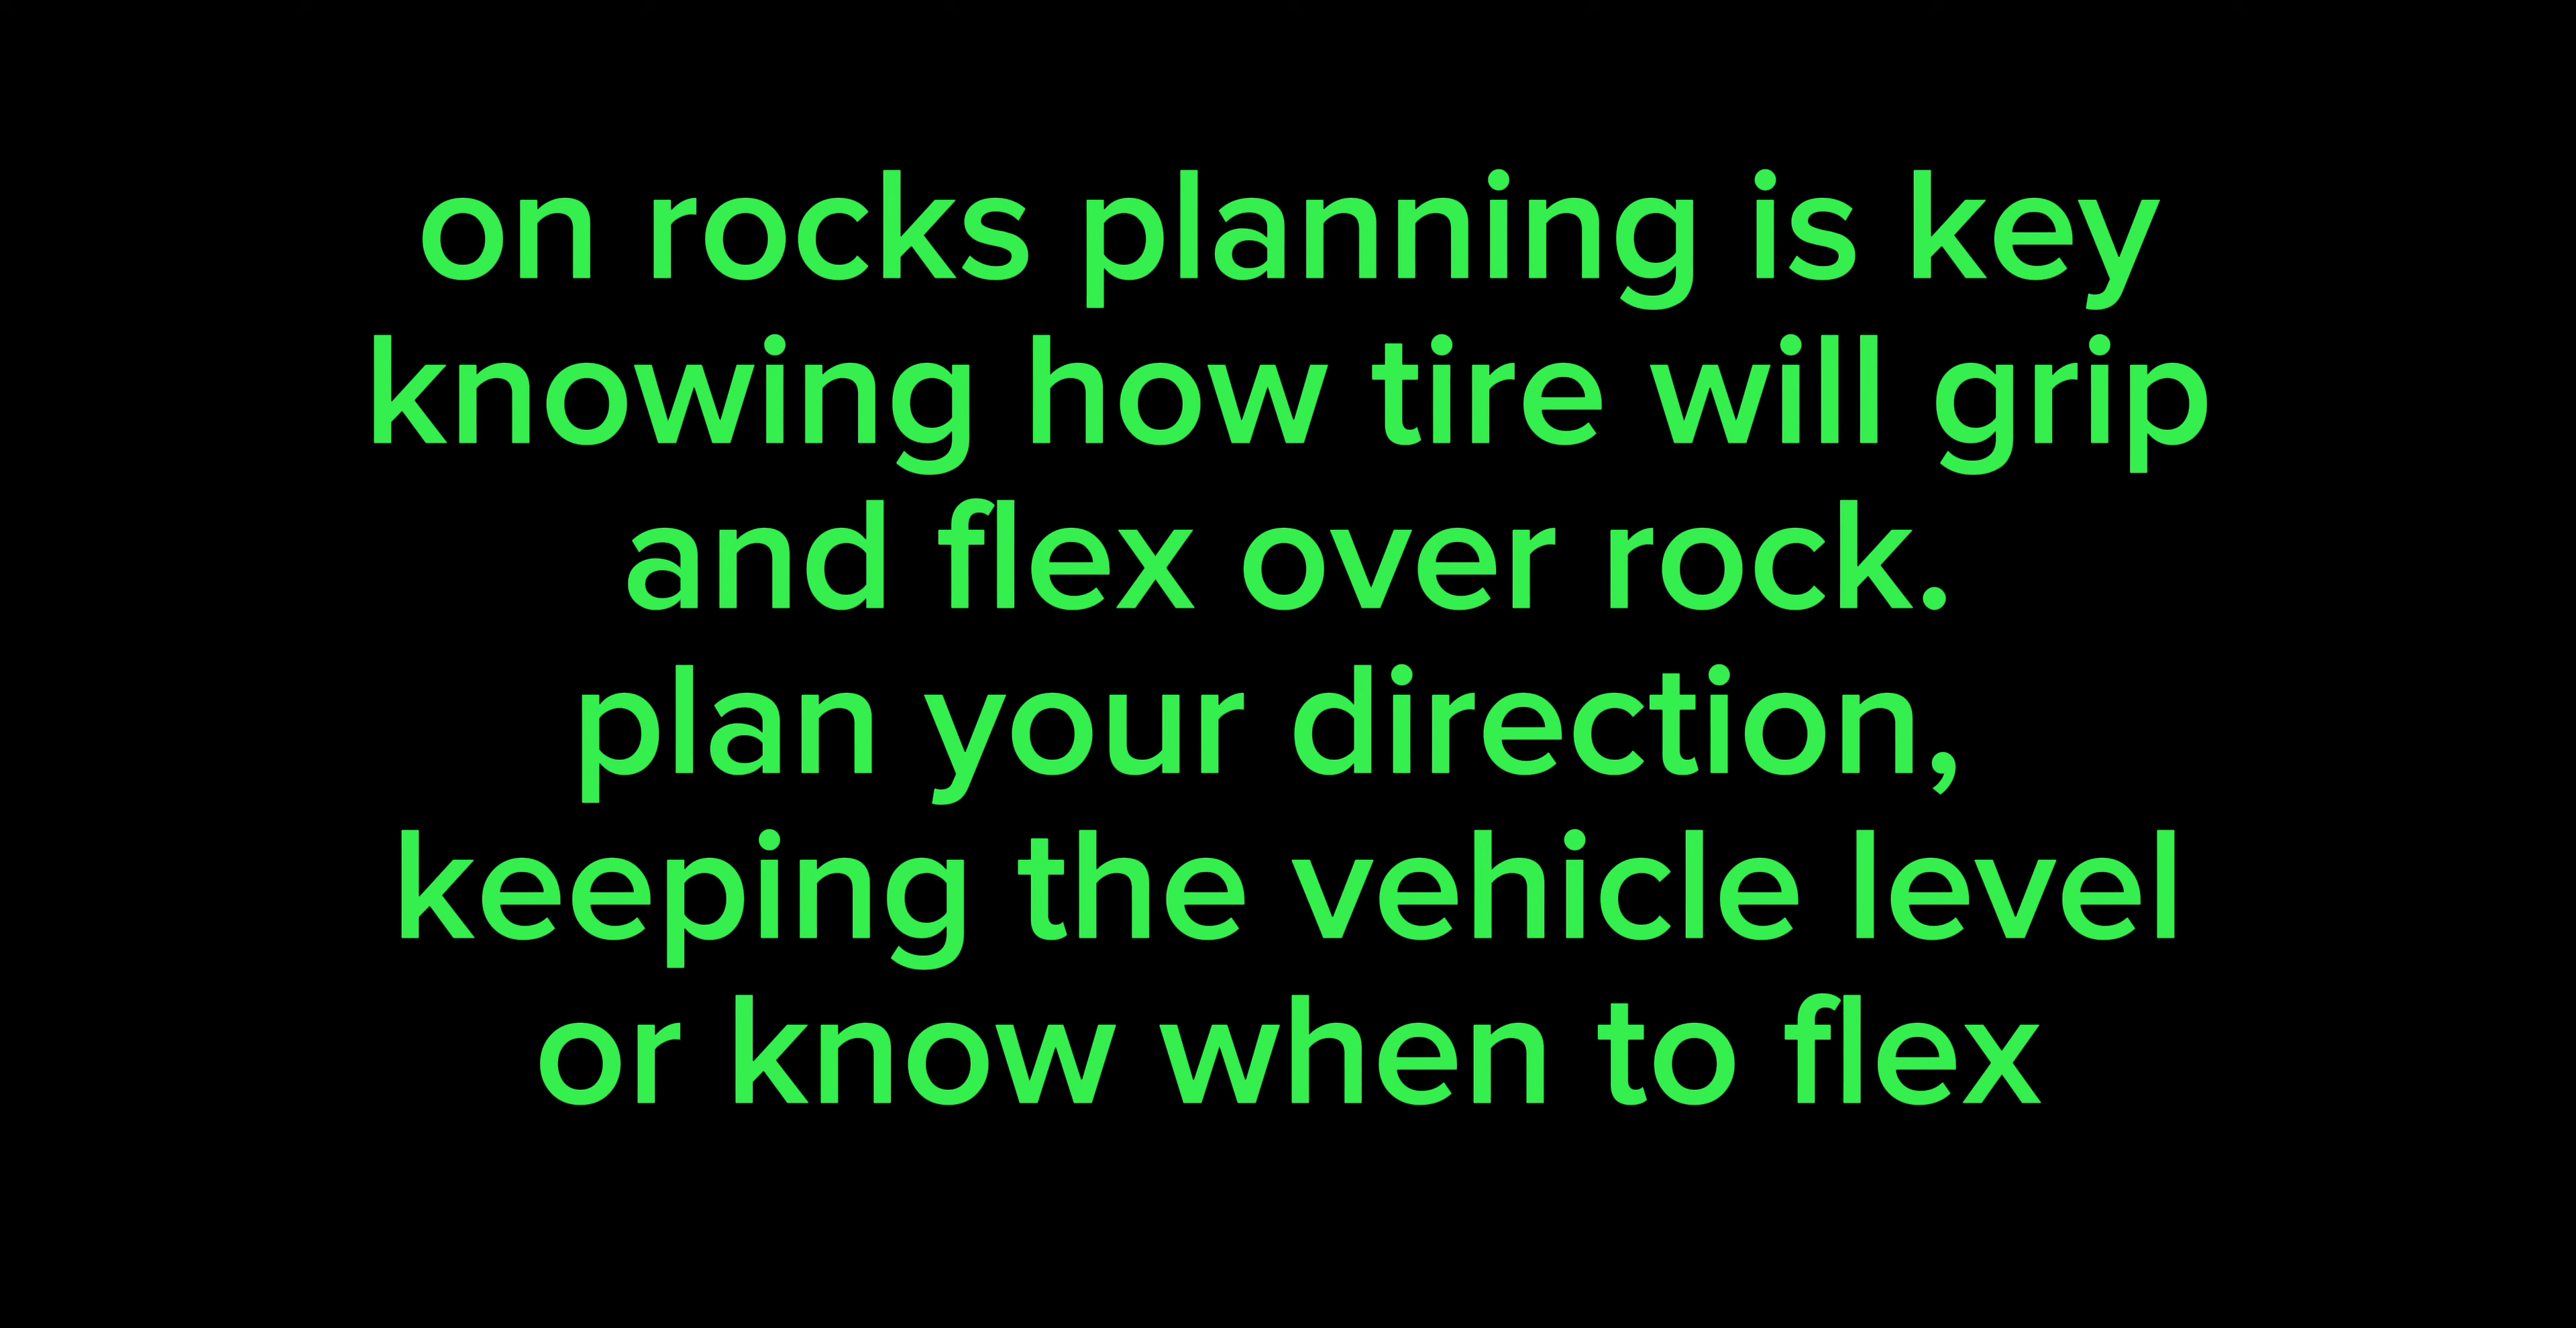 on rocks planning is key
knowing how tire will grip
and flex over rock.
plan your direction,
keeping the vehicle level
or know when to flex